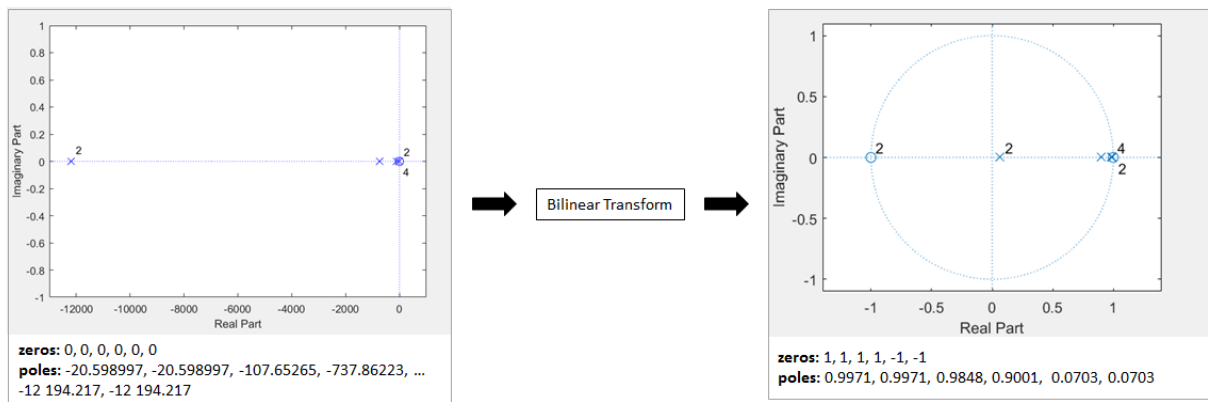 1
0.8
0.6
0.4
0.2
0
-0.2
-0.4
-0.6
-0.8
-1
Imaginary Part
2
2
4
-12000 -10000 -8000 -6000 -4000 -2000 0
Real Part
zeros: 0, 0, 0, 0, 0, 0
poles: -20.598997, -20.598997, -107.65265, -737.86223, ...
-12 194.217, -12 194.217
Bilinear Transform
1
0.5
0
-0.5
-1
Imaginary Part
2
2
4
2
-1 -0.5 0 0.5 1
Real Part
zeros: 1, 1, 1, 1, -1, -1
poles: 0.9971, 0.9971, 0.9848, 0.9001, 0.0703, 0.0703